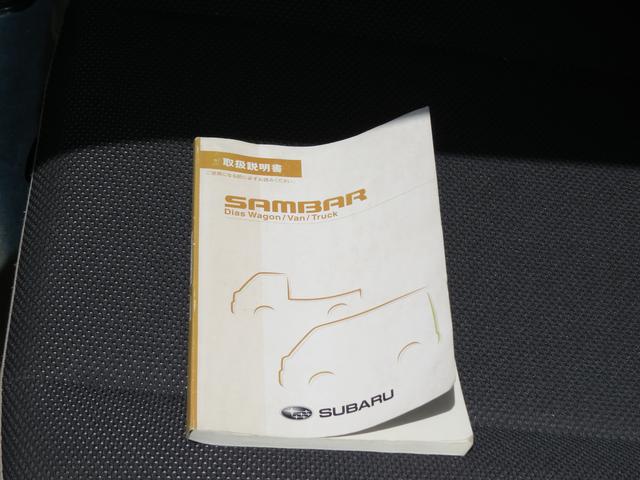 取扱説明書
ご使用になる前に必ずお読みください。
SAMBAR
Dias Wagon/Van/Truck
SUBARU